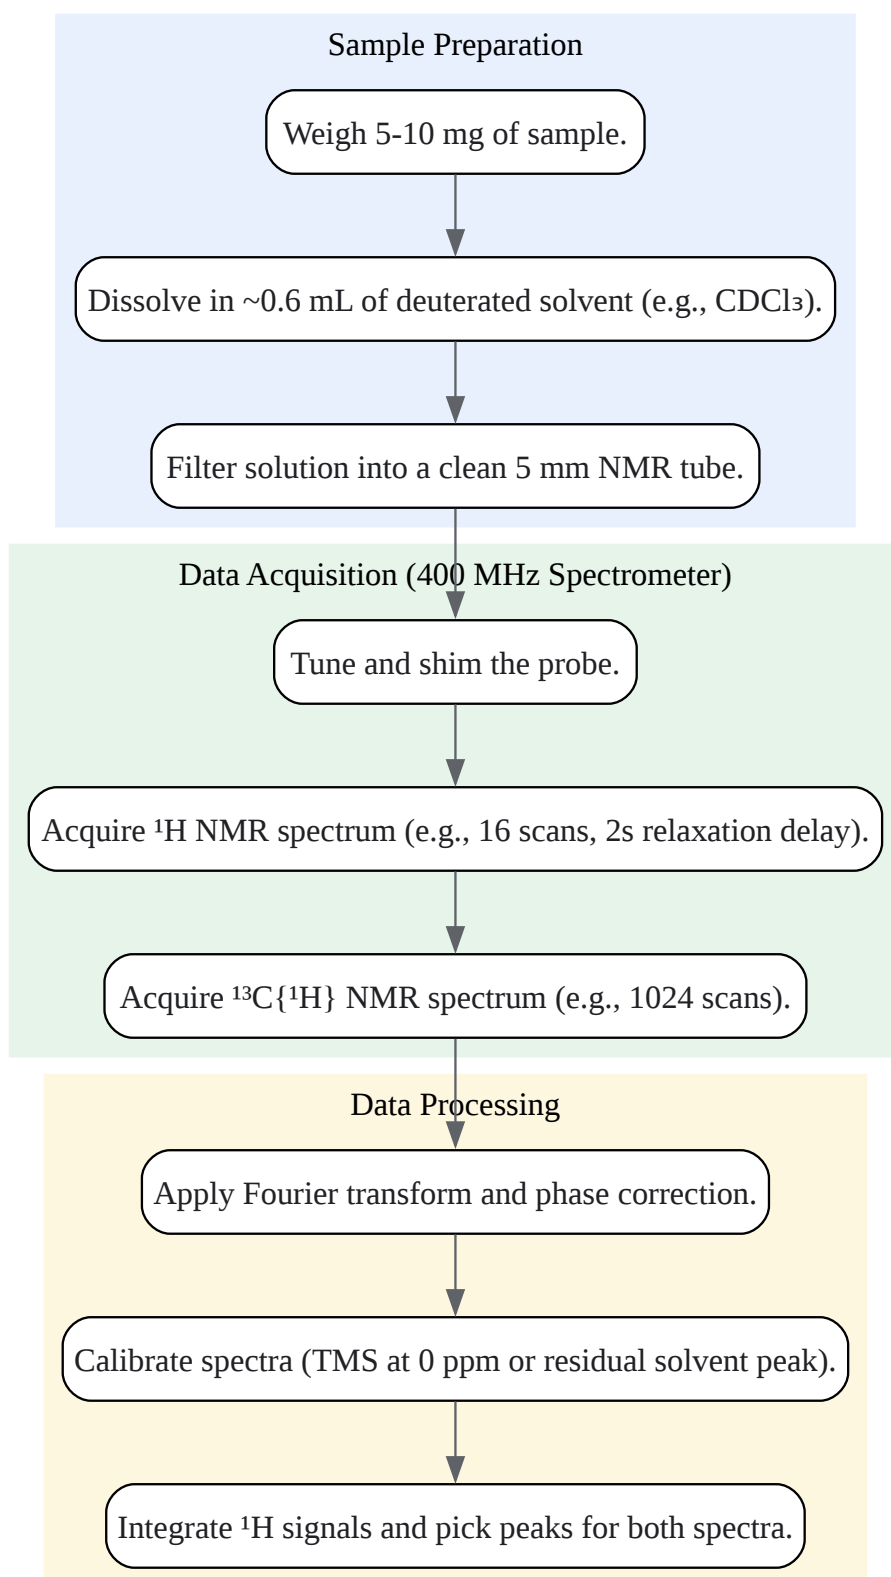 Sample Preparation
Weigh 5-10 mg of sample.
Dissolve in ~0.6 mL of deuterated solvent (e.g., CDCl₃).
Filter solution into a clean 5 mm NMR tube.
Data Acquisition (400 MHz Spectrometer)
Tune and shim the probe.
Acquire ¹H NMR spectrum (e.g., 16 scans, 2s relaxation delay).
Acquire ¹³C{¹H} NMR spectrum (e.g., 1024 scans).
Data Processing
Apply Fourier transform and phase correction.
Calibrate spectra (TMS at 0 ppm or residual solvent peak).
Integrate ¹H signals and pick peaks for both spectra.